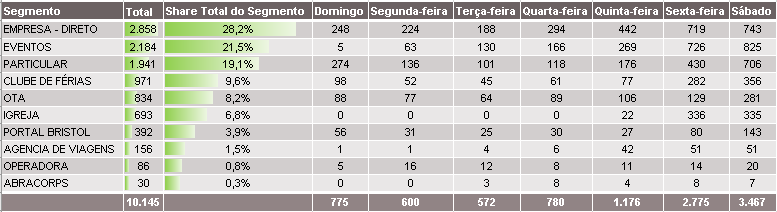 Segmento Total Share Total do Segmento Domingo Segunda-feira Terça-feira Quarta-feira Quinta-feira Sexta-feira Sábado
EMPRESA - DIRETO 2.858 28,2% 248 224 188 294 442 719 743
EVENTOS 2.184 21,5% 5 63 130 166 269 726 825
PARTICULAR 1.941 19,1% 274 136 101 118 176 430 706
CLUBE DE FÉRIAS 971 9,6% 98 52 45 61 77 282 356
OTA 834 8,2% 88 77 64 89 106 129 281
IGREJA 693 6,8% 0 0 0 0 22 336 335
PORTAL BRISTOL 392 3,9% 56 31 25 30 27 80 143
AGENCIA DE VIAGENS 156 1,5% 1 1 4 6 42 51 51
OPERADORA 86 0,8% 5 16 12 8 11 14 20
ABRACORPS 30 0,3% 0 0 3 8 4 8 7
10.145 775 600 572 780 1.176 2.775 3.467